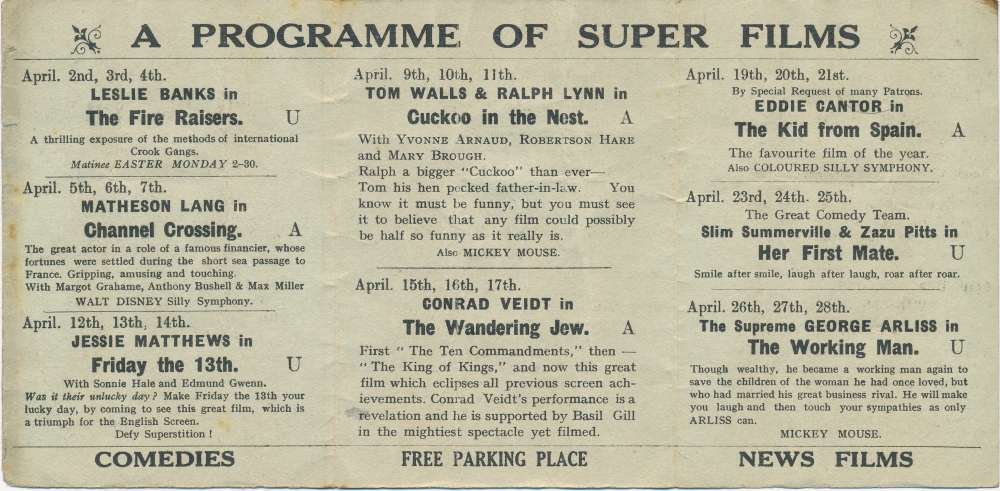 A PROGRAMME OF SUPER FILMS
April. 2nd, 3rd, 4th.
LESLIE BANKS in
The Fire Raisers. U
A thrilling exposure of the methods of international
Crook Gangs.
Matinee EASTER MONDAY 2-30.
April. 5th, 6th, 7th.
MATHESON LANG in
Channel Crossing. A
The great actor in a role of a famous financier, whose
fortunes were settled during the short sea passage to
France. Gripping, amusing and touching.
With Margot Grahame, Anthony Bushell & Max Miller
WALT DISNEY Silly Symphony.
April. 12th, 13th, 14th.
JESSIE MATTHEWS in
Friday the 13th. U
With Sonnie Hale and Edmund Gwenn.
Was it their unlucky day? Make Friday the 13th your
lucky day, by coming to see this great film, which is
a triumph for the English Screen.
Defy Superstition !
COMEDIES
April. 9th, 10th, 11th.
TOM WALLS & RALPH LYNN in
Cuckoo in the Nest. A
With YVONNE ARNAUD, ROBERTSON HARE
and MARY BROUGH.
Ralph a bigger "Cuckoo" than ever—
Tom his hen pecked father-in-law. You
know it must be funny, but you must see
it to believe that any film could possibly
be half so funny as it really is.
Also MICKEY MOUSE.
April. 15th, 16th, 17th.
CONRAD VEIDT in
The Wandering Jew. A
First " The Ten Commandments," then —
" The King of Kings," and now this great
film which eclipses all previous screen ach-
ievements. Conrad Veidt's performance is a
revelation and he is supported by Basil Gill
in the mightiest spectacle yet filmed.
FREE PARKING PLACE
April. 19th, 20th, 21st.
By Special Request of many Patrons.
EDDIE CANTOR in
The Kid from Spain. A
The favourite film of the year.
Also COLOURED SILLY SYMPHONY.
April. 23rd, 24th. 25th.
The Great Comedy Team.
Slim Summerville & Zazu Pitts in
Her First Mate. U
Smile after smile, laugh after laugh, roar after roar.
April. 26th, 27th, 28th.
The Supreme GEORGE ARLISS in
The Working Man. U
Though wealthy, he became a working man again to
save the children of the woman he had once loved, but
who had married his great business rival. He will make
you laugh and then touch your sympathies as only
ARLISS can.
MICKEY MOUSE.
NEWS FILMS